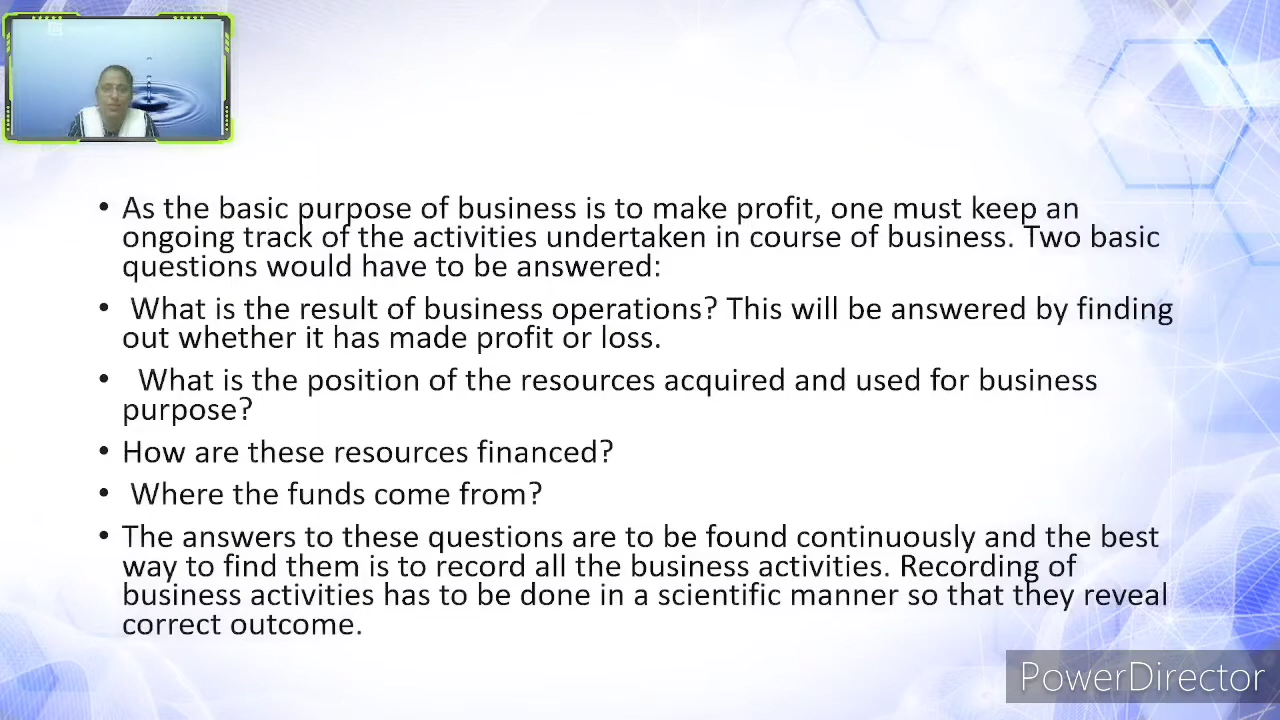 • As the basic purpose of business is to make profit, one must keep an
ongoing track of the activities undertaken in course of business. Two basic
questions would have to be answered:
• What is the result of business operations? This will be answered by finding
out whether it has made profit or loss.
• What is the position of the resources acquired and used for business
purpose?
• How are these resources financed?
• Where the funds come from?
• The answers to these questions are to be found continuously and the best
way to find them is to record all the business activities. Recording of
business activities has to be done in a scientific manner so that they reveal
correct outcome.
PowerDirector